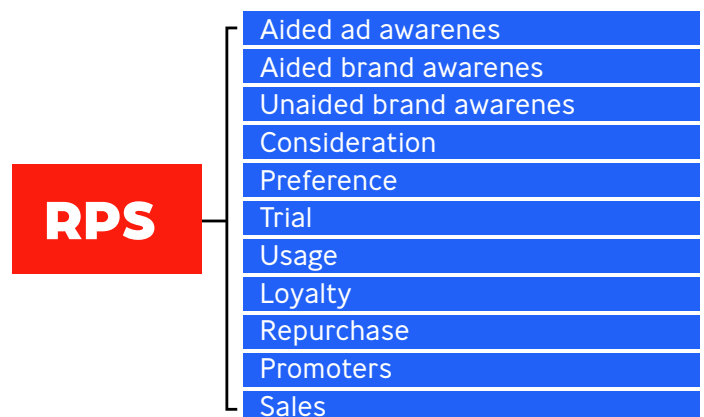 Aided ad awarenes
Aided brand awarenes
Unaided brand awarenes
Consideration
Preference
RPS
Trial
Usage
Loyalty
Repurchase
Promoters
Sales